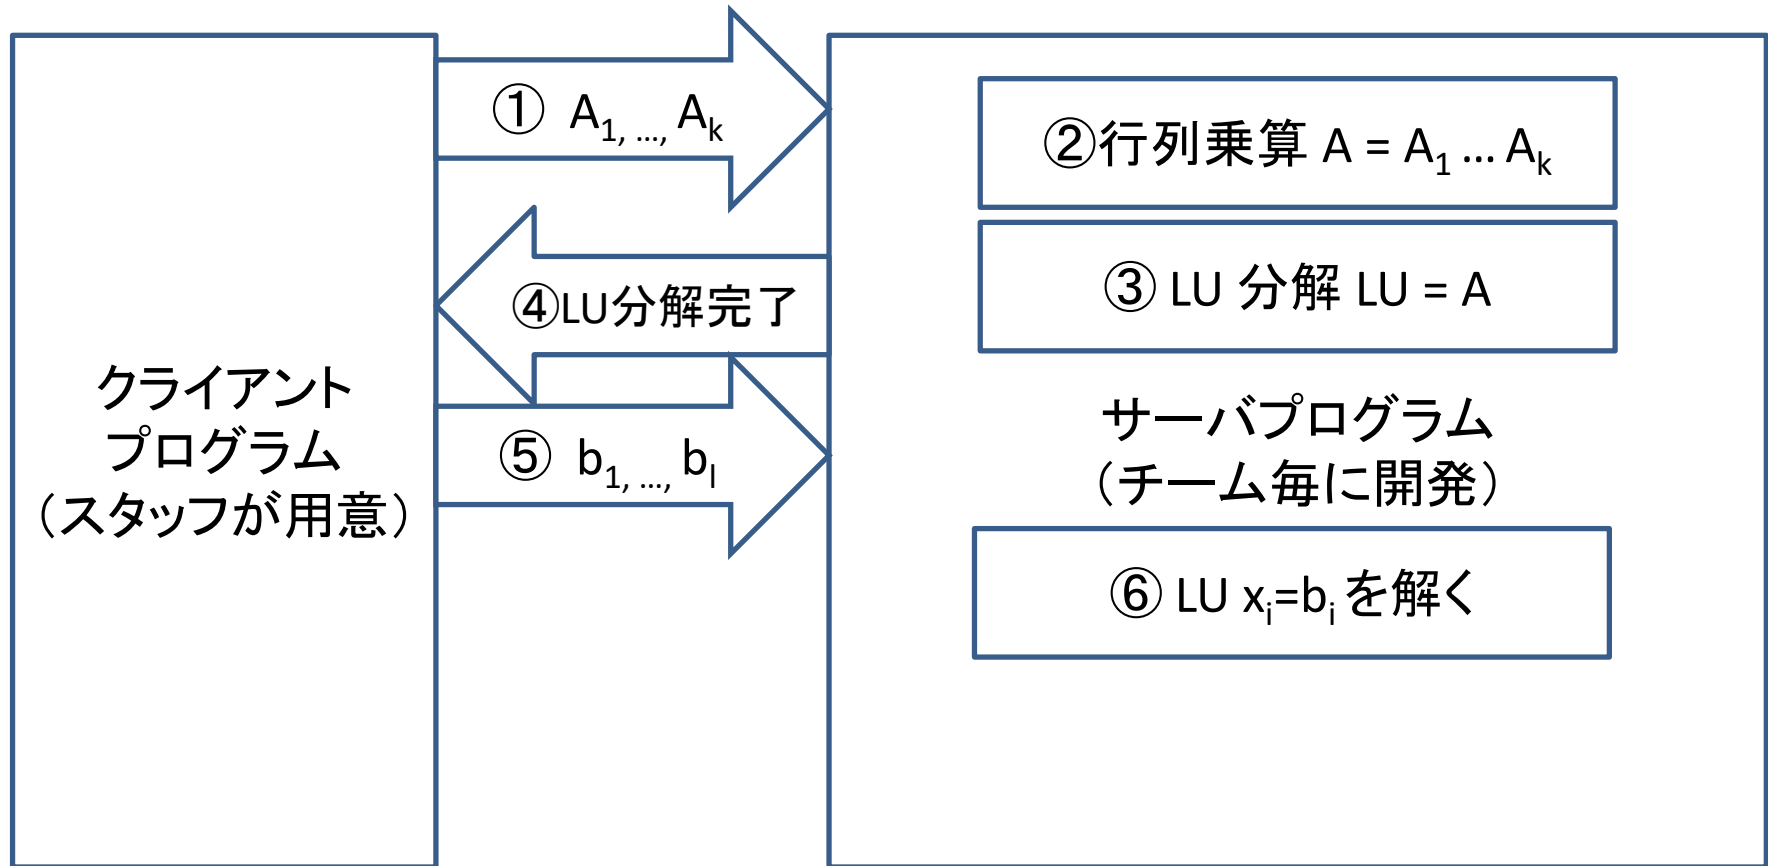 ① A1, ..., Ak
②行列乗算 A = A1 ... Ak
③ LU 分解 LU = A
④LU分解完了
クライアント
プログラム
（スタッフが用意）
サーバプログラム
（チーム毎に開発）
⑤ b1, ..., bl
⑥ LU xi=bi を解く